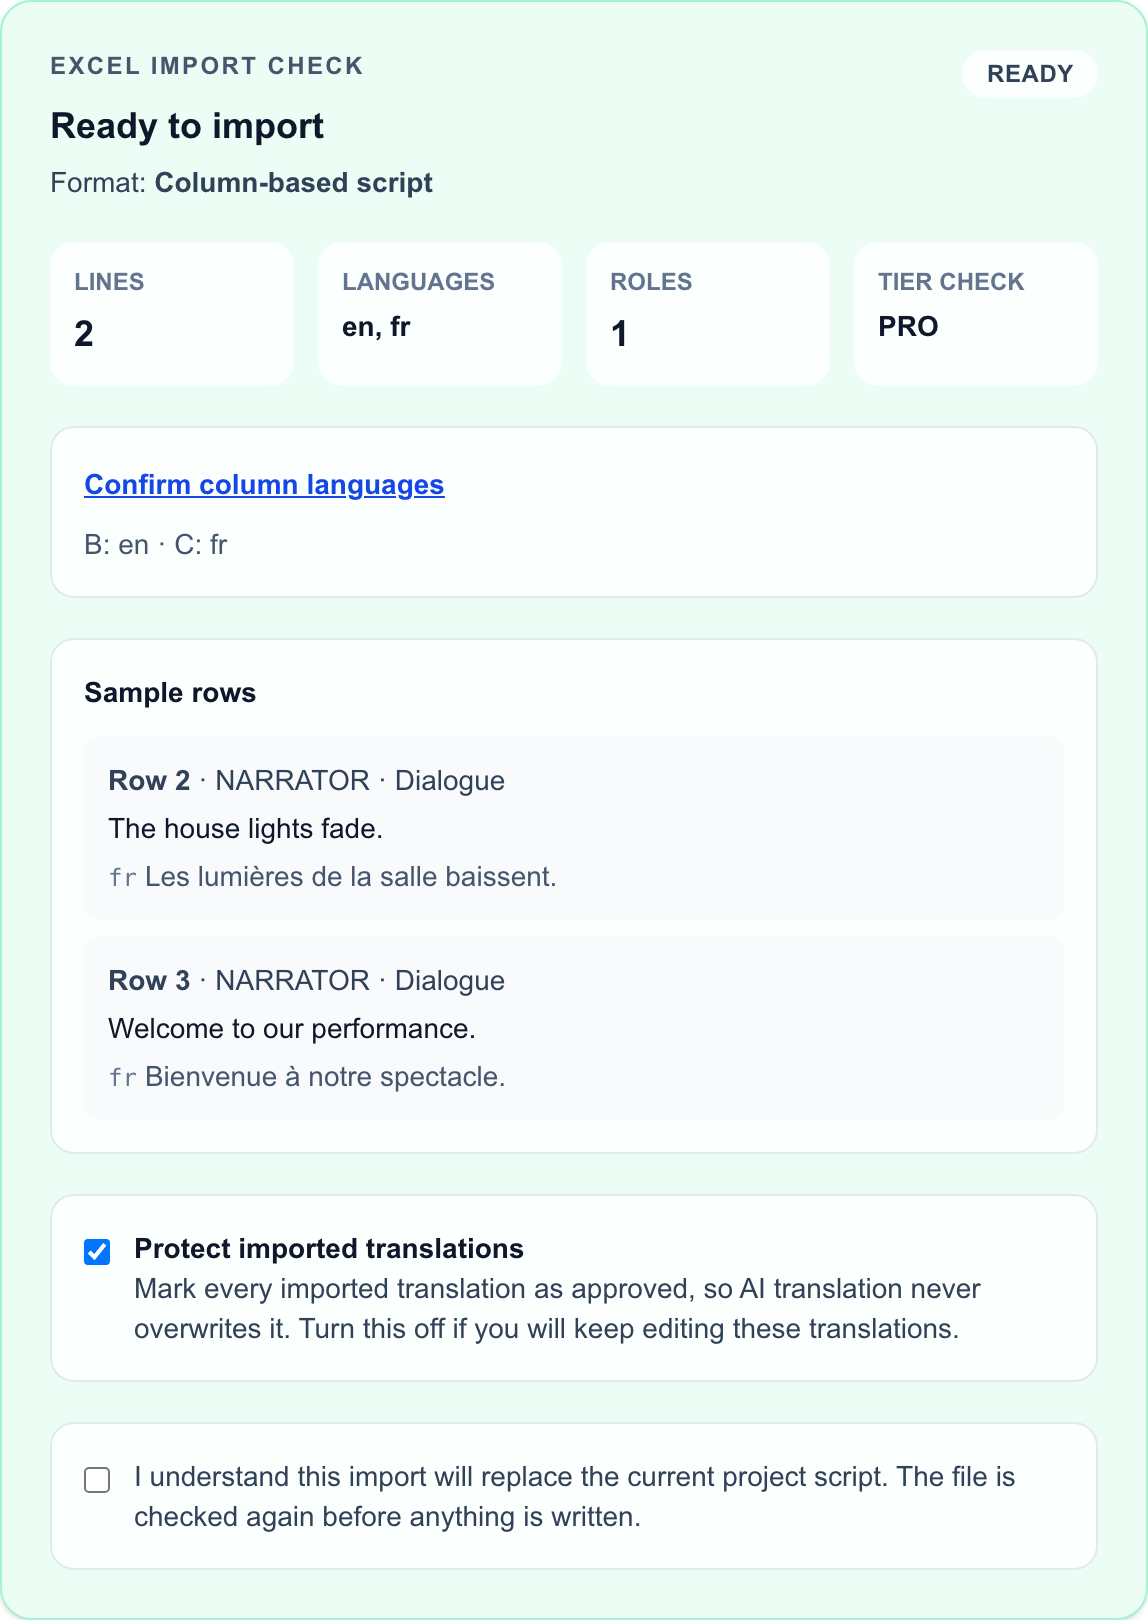 EXCEL IMPORT CHECK
READY
Ready to import
Format: Column-based script
LINES
2
LANGUAGES
en, fr
ROLES
1
TIER CHECK
PRO
Confirm column languages
B: en · C: fr
Sample rows
Row 2 · NARRATOR · Dialogue
The house lights fade.
fr Les lumières de la salle baissent.
Row 3 · NARRATOR · Dialogue
Welcome to our performance.
fr Bienvenue à notre spectacle.
Protect imported translations
Mark every imported translation as approved, so AI translation never
overwrites it. Turn this off if you will keep editing these translations.
I understand this import will replace the current project script. The file is
checked again before anything is written.